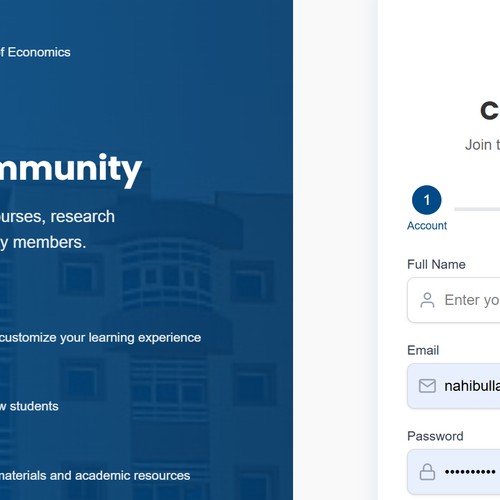 f Economics
mmunity
ourses, research
y members.
customize your learning experience
w students
materials and academic resources
C
Join t
1
Account
Full Name
Enter yo
Email
nahibulla
Password